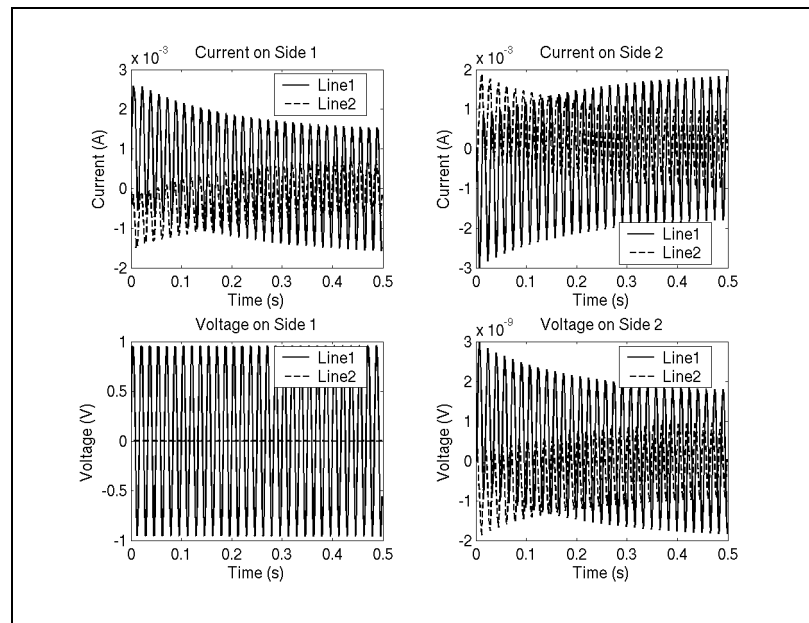 Current on Side 1
x 10-3
3
2
1
0
-1
-2
Current (A)
0
0.1
0.2
0.3
0.4
0.5
Time (s)
Line1
Line2
Current on Side 2
x 10-3
3
2
1
0
-1
-2
-3
Current (A)
0
0.1
0.2
0.3
0.4
0.5
Time (s)
Line1
Line2
Voltage on Side 1
1
0.5
0
-0.5
-1
Voltage (V)
0
0.1
0.2
0.3
0.4
0.5
Time (s)
Line1
Line2
Voltage on Side 2
x 10-9
3
2
1
0
-1
-2
Voltage (V)
0
0.1
0.2
0.3
0.4
0.5
Time (s)
Line1
Line2